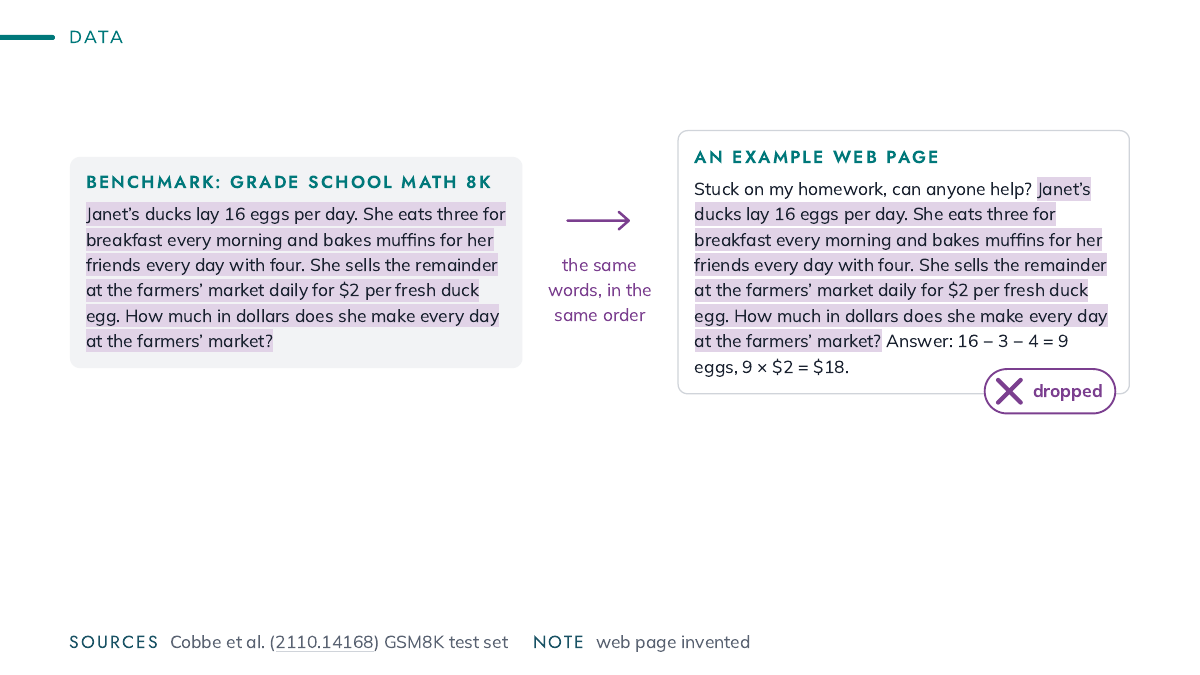 DATA
BENCHMARK: GRADE SCHOOL MATH 8K
Janet’s ducks lay 16 eggs per day. She eats three for
breakfast every morning and bakes muffins for her
friends every day with four. She sells the remainder
at the farmers’ market daily for $2 per fresh duck
egg. How much in dollars does she make every day
at the farmers’ market?
the same
words, in the
same order
AN EXAMPLE WEB PAGE
Stuck on my homework, can anyone help? Janet’s
ducks lay 16 eggs per day. She eats three for
breakfast every morning and bakes muffins for her
friends every day with four. She sells the remainder
at the farmers’ market daily for $2 per fresh duck
egg. How much in dollars does she make every day
at the farmers’ market? Answer: 16 − 3 − 4 = 9
eggs, 9 × $2 = $18.
dropped
SOURCES Cobbe et al. (2110.14168) GSM8K test set NOTE web page invented